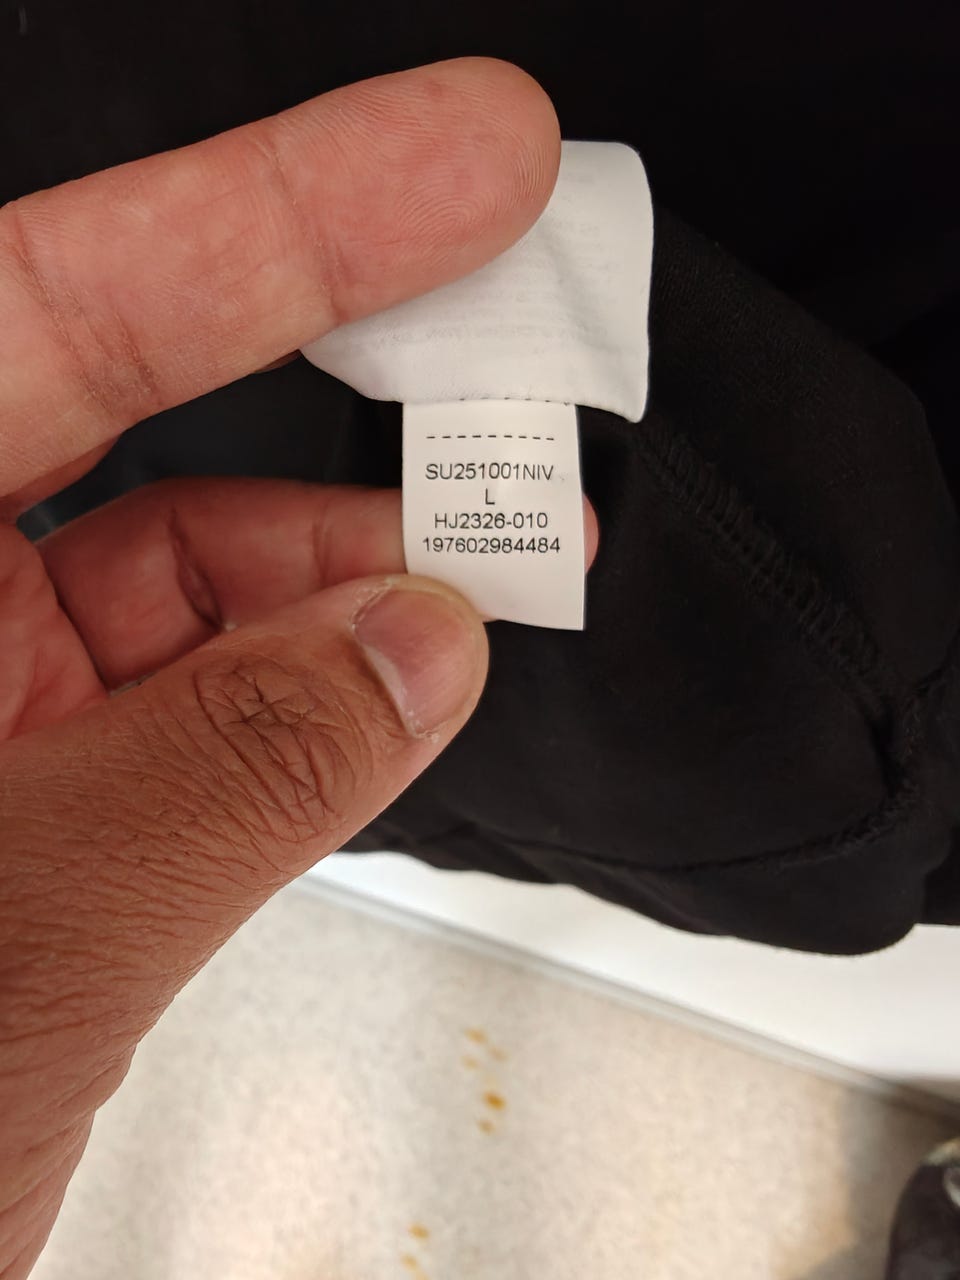 ----------
SU251001NIV
L
HJ2326-010
197602984484